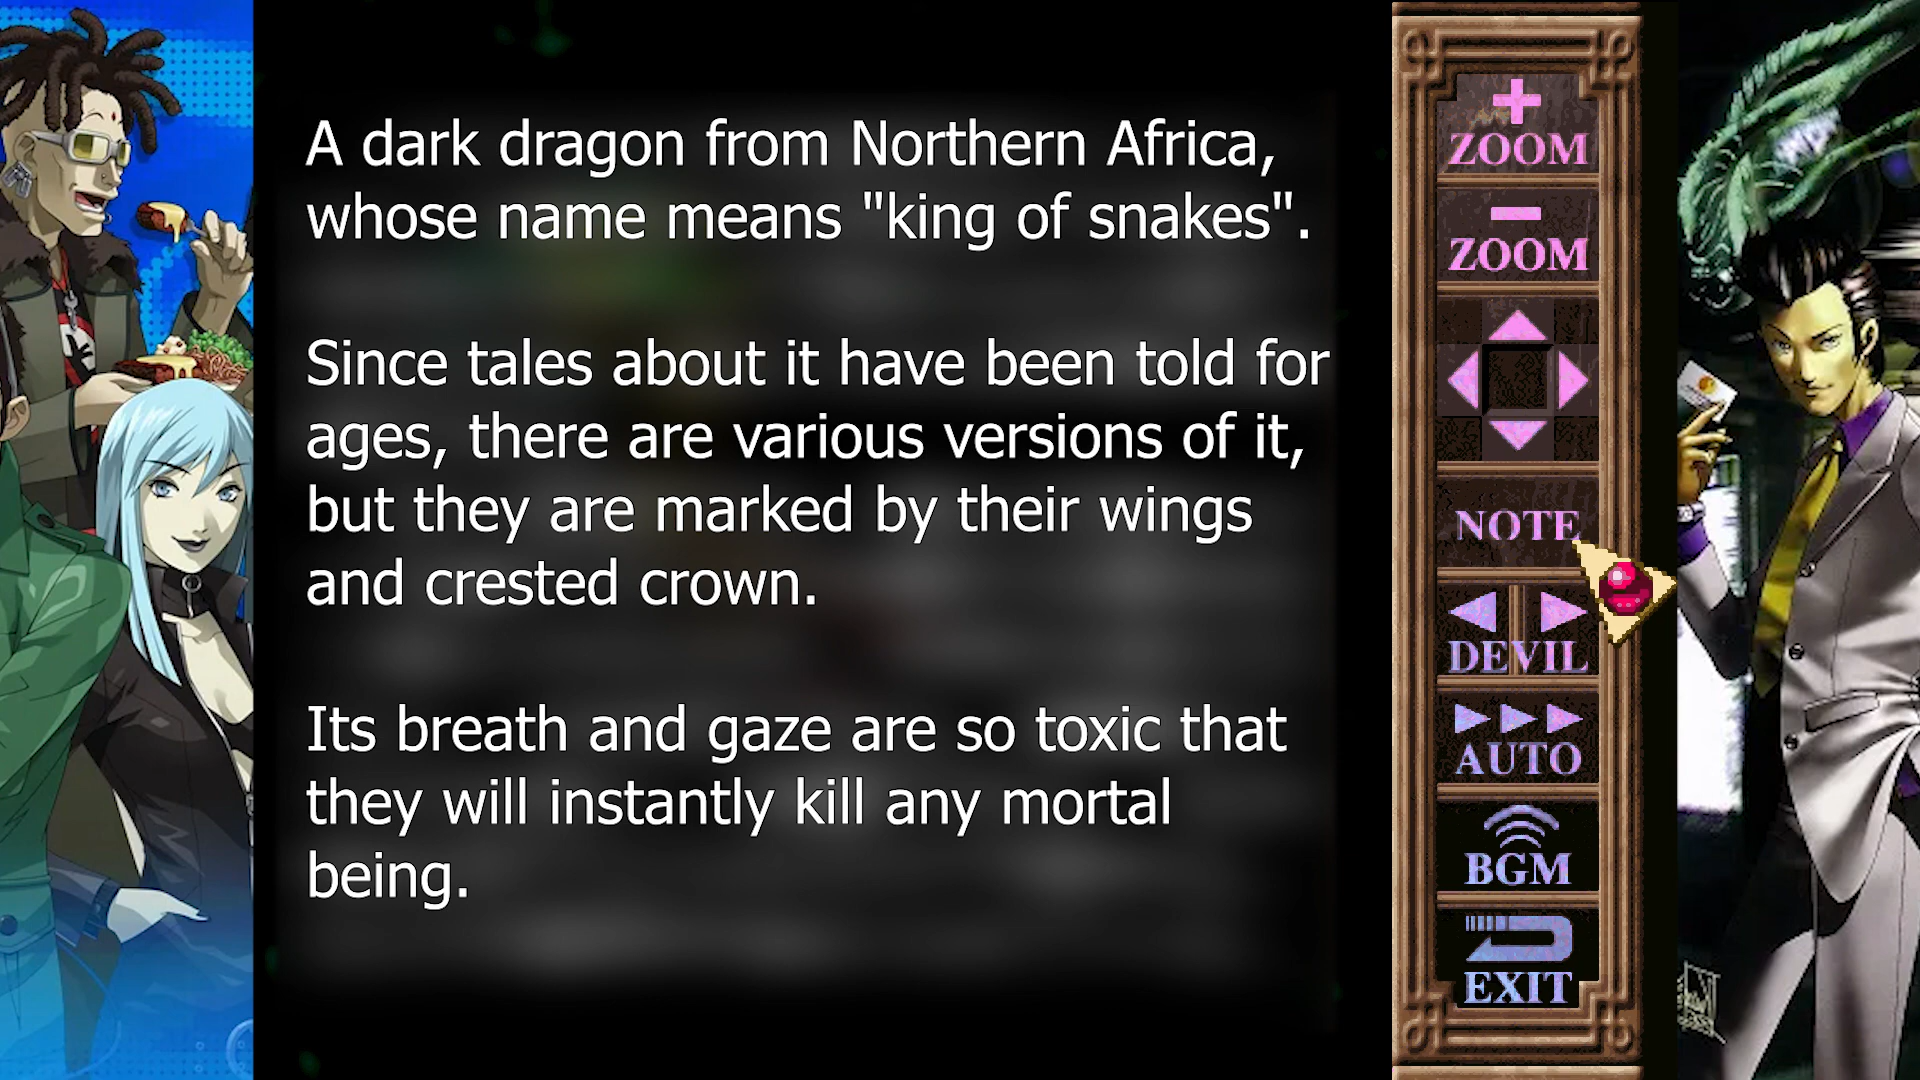 A dark dragon from Northern Africa,
whose name means "king of snakes".
Since tales about it have been told for
ages, there are various versions of it,
but they are marked by their wings
and crested crown.
Its breath and gaze are so toxic that
they will instantly kill any mortal
being.
ZOOM
ZOOM
NOTE
DEVIL
AUTO
BGM
EXIT